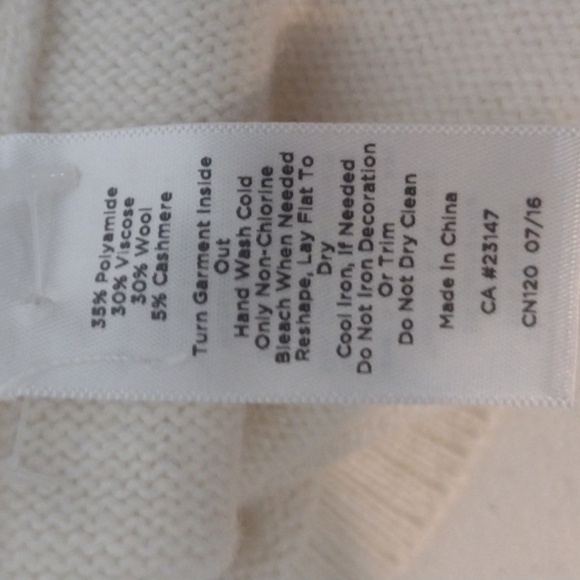 35% Polyamide
30% Viscose
30% Wool
5% Cashmere
Turn Garment Inside
Out
Hand Wash Cold
Only Non-Chlorine
Bleach When Needed
Reshape, Lay Flat To
Dry
Cool Iron, If Needed
Do Not Iron Decoration
Or Trim
Do Not Dry Clean
Made In China
CA #23147
CN120 07/16